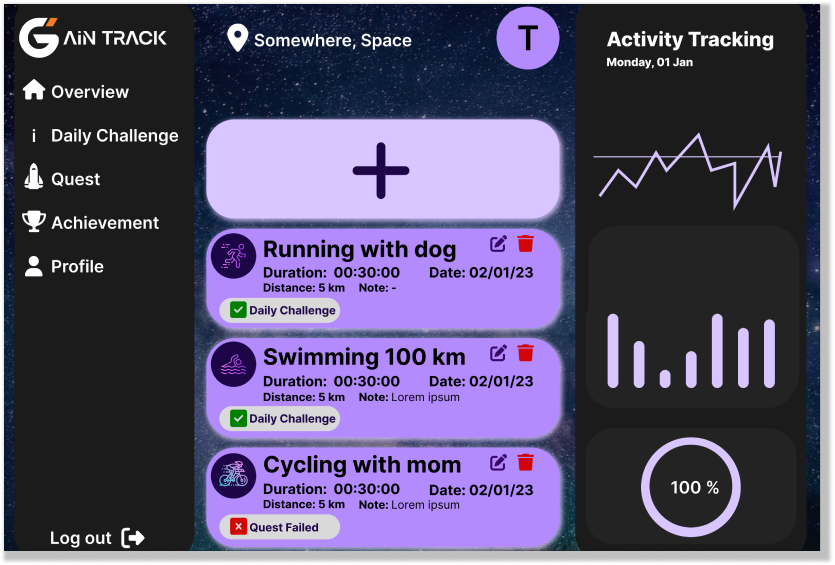 G AiN TRACK
Overview
i Daily Challenge
Quest
Achievement
Profile
Log out
Somewhere, Space
T
Running with dog
Duration: 00:30:00 Date: 02/01/23
Distance: 5 km Note: -
Daily Challenge
Swimming 100 km
Duration: 00:30:00 Date: 02/01/23
Distance: 5 km Note: Lorem ipsum
Daily Challenge
Cycling with mom
Duration: 00:30:00 Date: 02/01/23
Distance: 5 km Note: Lorem ipsum
Quest Failed
Activity Tracking
Monday, 01 Jan
100 %